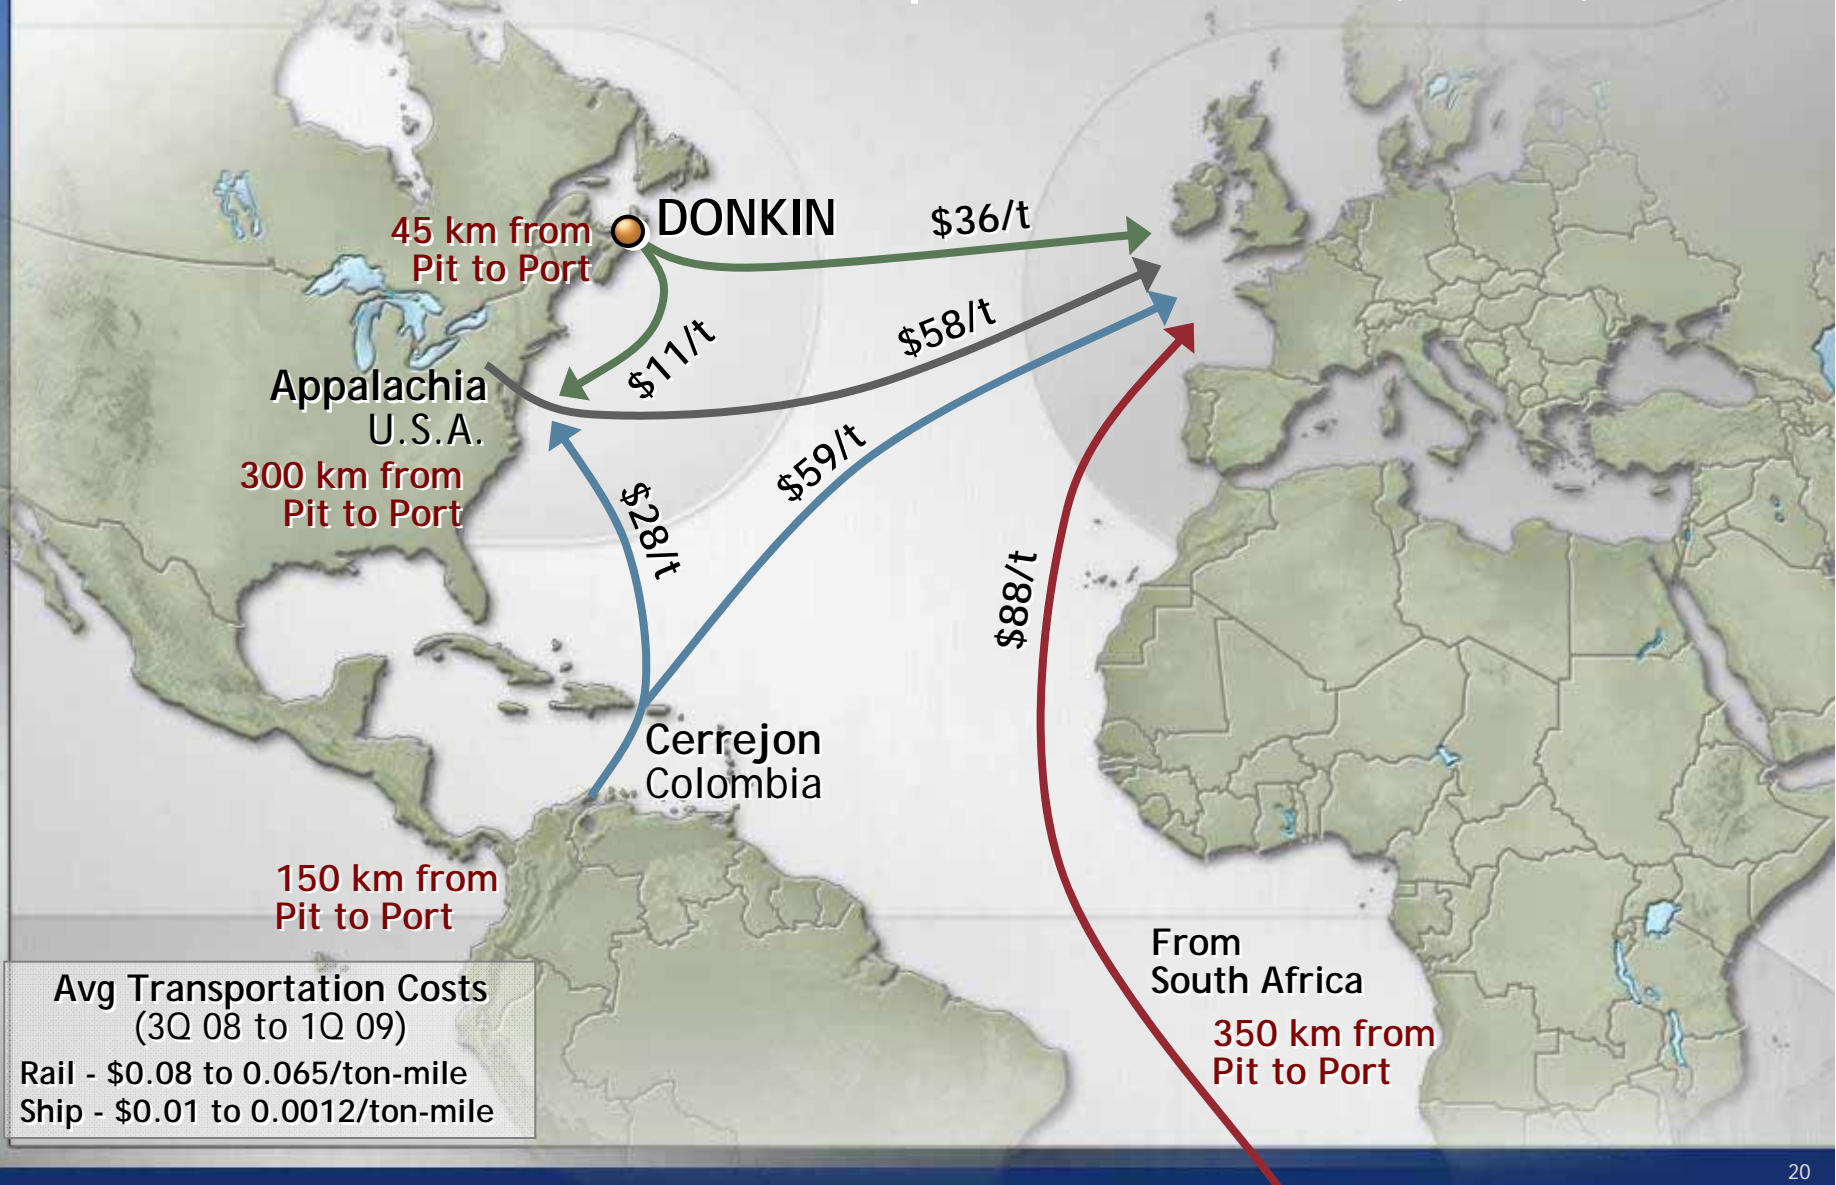 DONKIN
45 km from
Pit to Port
$36/t
$11/t
$58/t
Appalachia
U.S.A.
300 km from
Pit to Port
$28/t
$59/t
$88/t
Cerrejon
Colombia
150 km from
Pit to Port
From
South Africa
350 km from
Pit to Port
Avg Transportation Costs
(3Q 08 to 1Q 09)
Rail - $0.08 to 0.065/ton-mile
Ship - $0.01 to 0.0012/ton-mile
20